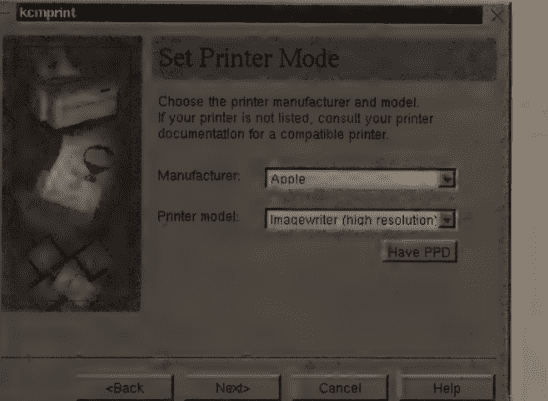 kcmprint
Set Printer Mode
Choose the printer manufacturer and model.
If your printer is not listed, consult your printer
documentation for a compatible printer.
Manufacturer: Apple
Printer model: Imagewriter (high resolution)
Have PPD
<Back Next> Cancel Help